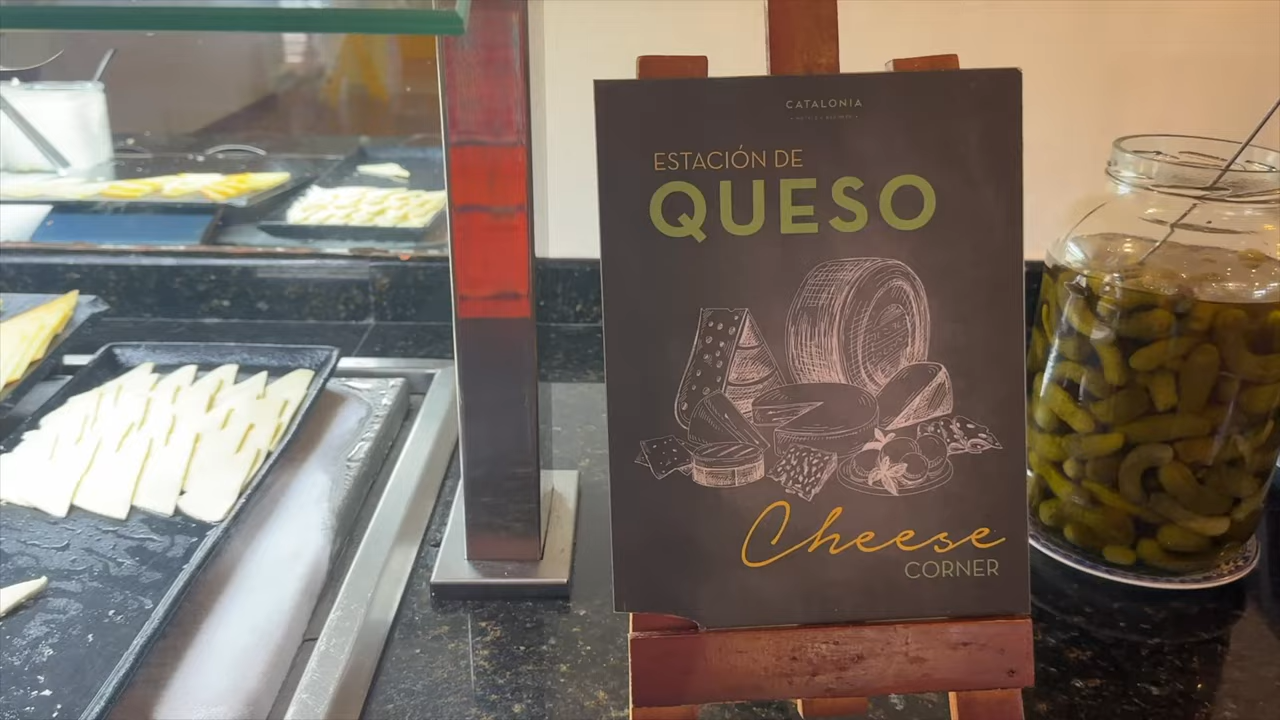 CATALONIA
ESTACIÓN DE
QUESO
Cheese
CORNER